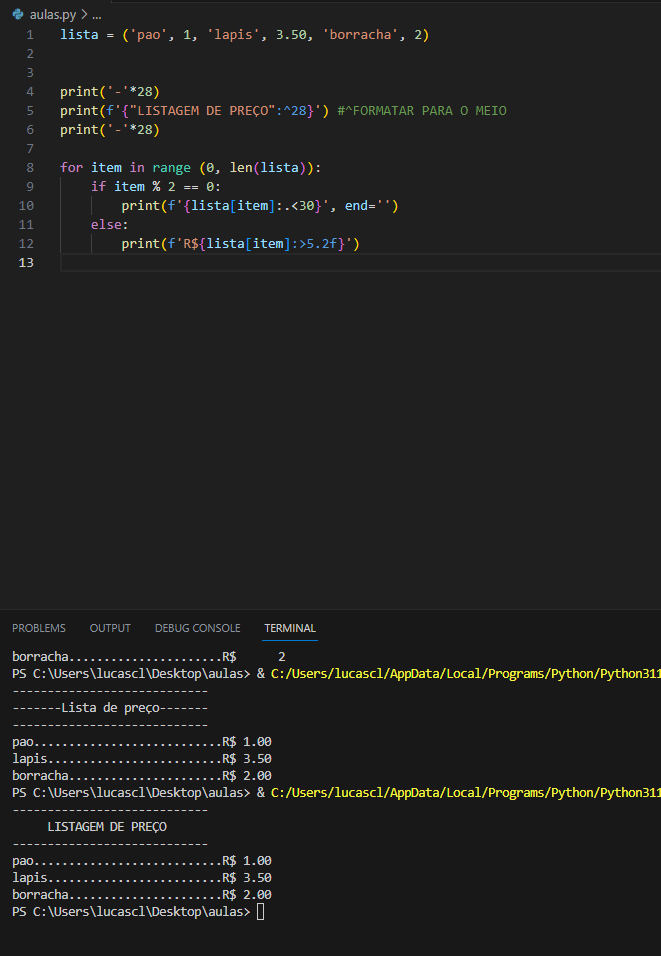 aulas.py > ...
1 lista = ('pao', 1, 'lapis', 3.50, 'borracha', 2)
2
3
4 print('-'*28)
5 print(f'{"LISTAGEM DE PREÇO":^28}') #^FORMATAR PARA O MEIO
6 print('-'*28)
7
8 for item in range (0, len(lista)):
9     if item % 2 == 0:
10         print(f'{lista[item]:.<30}', end='')
11     else:
12         print(f'R${lista[item]:>5.2f}')
13
PROBLEMS OUTPUT DEBUG CONSOLE TERMINAL
borracha......................R$      2
PS C:\Users\lucascl\Desktop\aulas> & C:/Users/lucascl/AppData/Local/Programs/Python/Python311
----------------------------
-------Lista de preço-------
----------------------------
pao...........................R$ 1.00
lapis.........................R$ 3.50
borracha......................R$ 2.00
PS C:\Users\lucascl\Desktop\aulas> & C:/Users/lucascl/AppData/Local/Programs/Python/Python311
----------------------------
     LISTAGEM DE PREÇO
----------------------------
pao...........................R$ 1.00
lapis.........................R$ 3.50
borracha......................R$ 2.00
PS C:\Users\lucascl\Desktop\aulas>